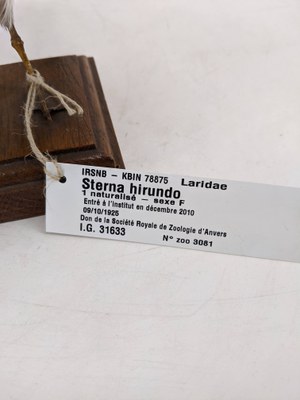 IRSNB – KBIN 78875 Laridae
Sterna hirundo
1 naturalisé – sexe F
Entré à l'institut en décembre 2010
09/10/1925
Don de la Société Royale de Zoologie d'Anvers
I.G. 31633 N° zoo 3081